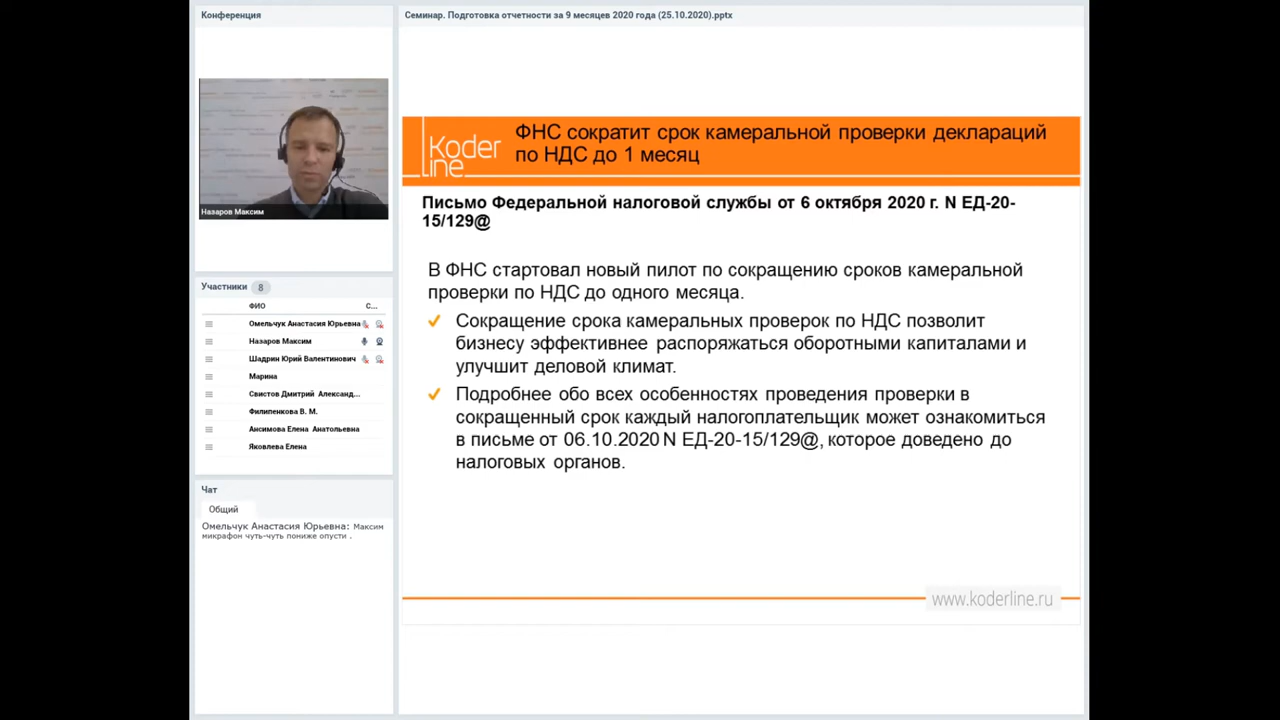 Конференция
Семинар. Подготовка отчетности за 9 месяцев 2020 года (25.10.2020).pptx
Назаров Максим
Участники 8
ФИО С...
Омельчук Анастасия Юрьевна
Назаров Максим
Шадрин Юрий Валентинович
Марина
Свистов Дмитрий Александ...
Филипенкова В. М.
Ансимова Елена Анатольевна
Яковлева Елена
Чат
Общий
Омельчук Анастасия Юрьевна: Максим
микрафон чуть-чуть пониже опусти .
Koder
line
ФНС сократит срок камеральной проверки деклараций
по НДС до 1 месяц
Письмо Федеральной налоговой службы от 6 октября 2020 г. N ЕД-20-
15/129@
В ФНС стартовал новый пилот по сокращению сроков камеральной
проверки по НДС до одного месяца.
Сокращение срока камеральных проверок по НДС позволит
бизнесу эффективнее распоряжаться оборотными капиталами и
улучшит деловой климат.
Подробнее обо всех особенностях проведения проверки в
сокращенный срок каждый налогоплательщик может ознакомиться
в письме от 06.10.2020 N ЕД-20-15/129@, которое доведено до
налоговых органов.
www.koderline.ru